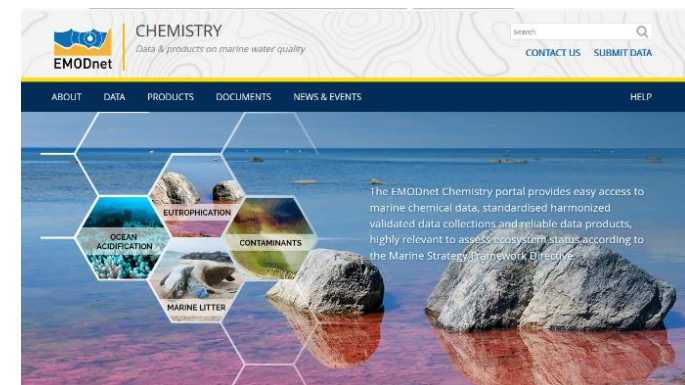 EMODnet
CHEMISTRY
Data & products on marine water quality
Search
CONTACT US SUBMIT DATA
ABOUT DATA PRODUCTS DOCUMENTS NEWS & EVENTS HELP
EUTROPHICATION
OCEAN
ACIDIFICATION
CONTAMINANTS
MARINE LITTER
The EMODnet Chemistry portal provides easy access to
marine chemical data, standardised harmonized
validated data collections and reliable data products,
highly relevant to assess ecosystem status according to
the Marine Strategy Framework Directive